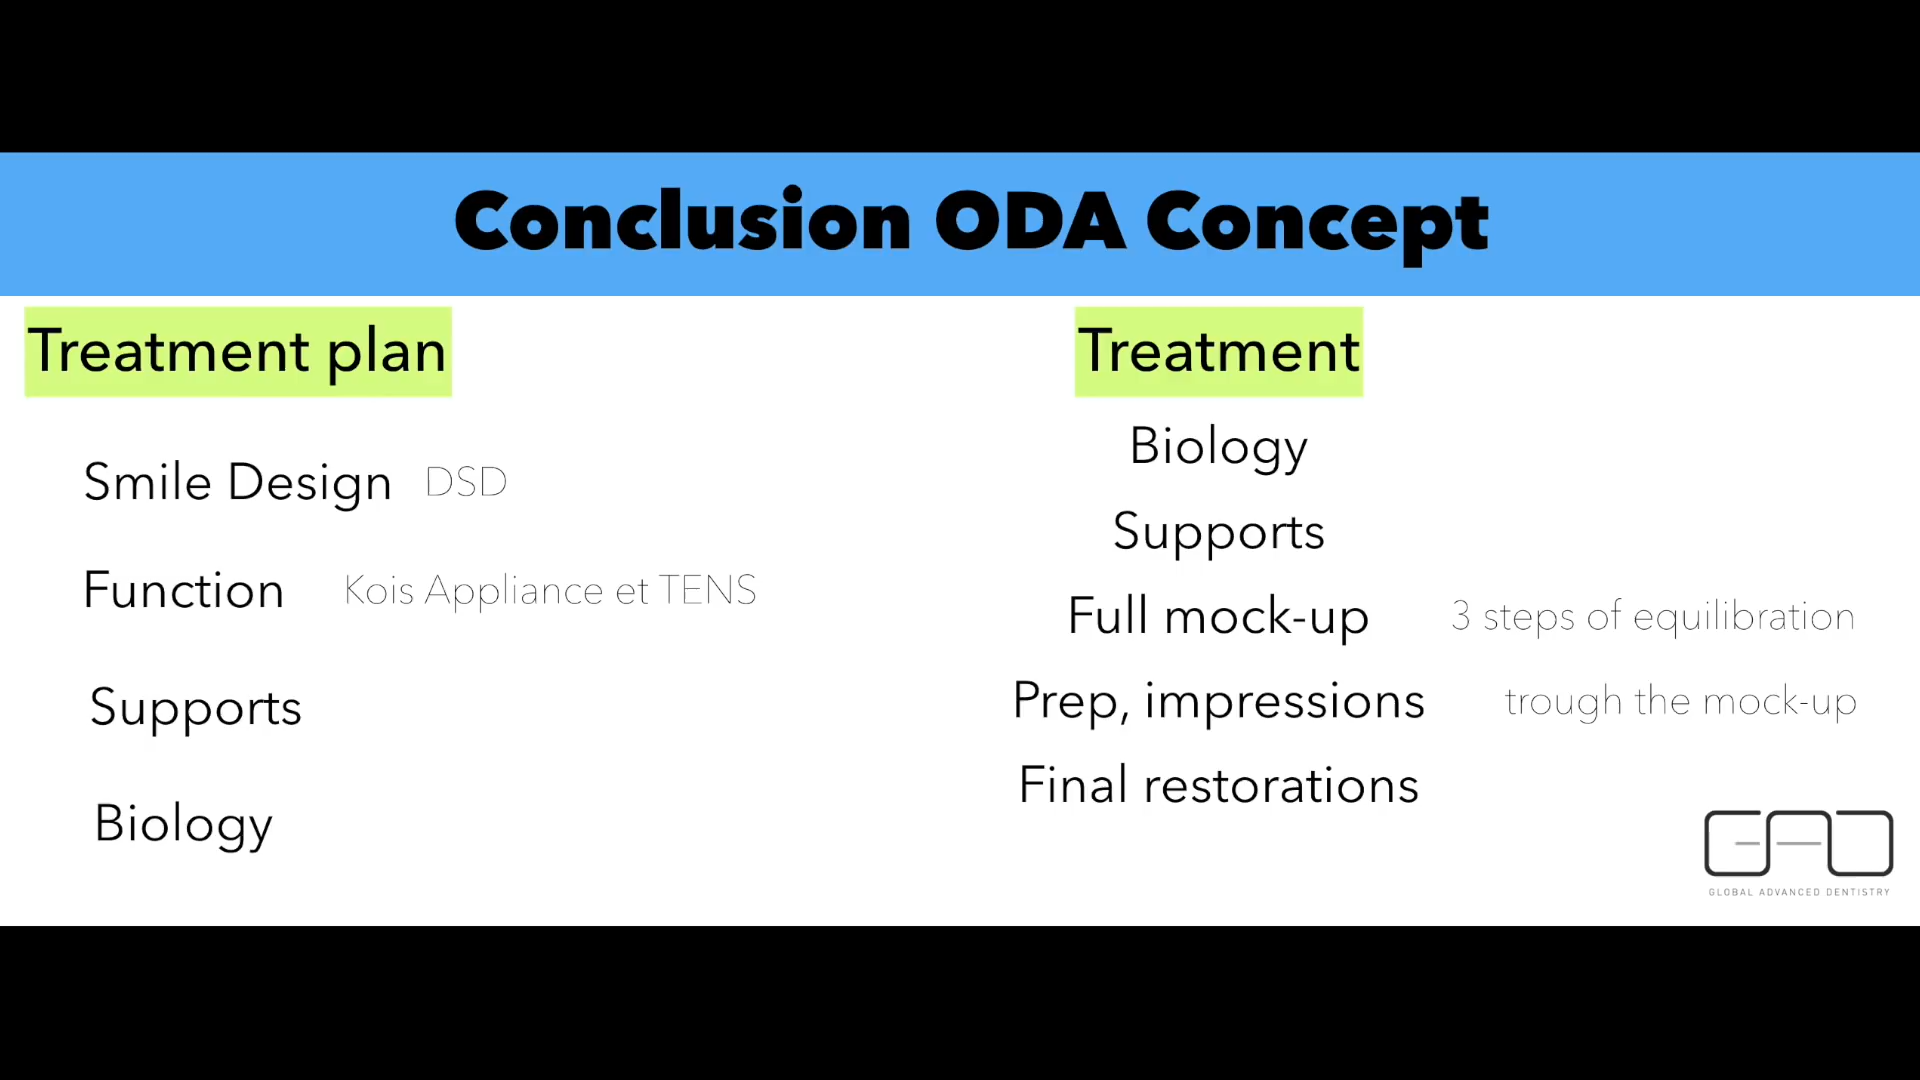 Conclusion ODA Concept
Treatment plan
Smile Design DSD
Function Kois Appliance et TENS
Supports
Biology
Treatment
Biology
Supports
Full mock-up 3 steps of equilibration
Prep, impressions trough the mock-up
Final restorations
GAD
GLOBAL ADVANCED DENTISTRY